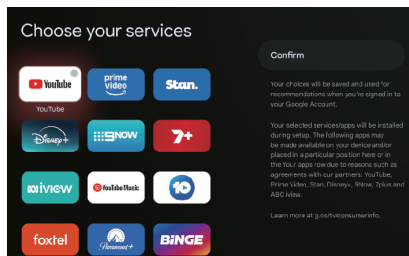 Choose your services
YouTube
prime
video
Stan.
YouTube
Disney+
9NOW
7+
iview
YouTube Music
10
foxtel
Paramount+
BINGE
Confirm
Your choices will be saved and used for
recommendations when you're signed in to
your Google Account.
Your selected services/apps will be installed
during setup. The following apps may
be made available on your device and/or
placed in a particular position here or in
the Your apps row due to reasons such as
agreements with our partners: YouTube,
Prime Video, Stan, Disney+, 9Now, 7plus and
ABC iview.
Learn more at g.co/tv/consumerinfo.